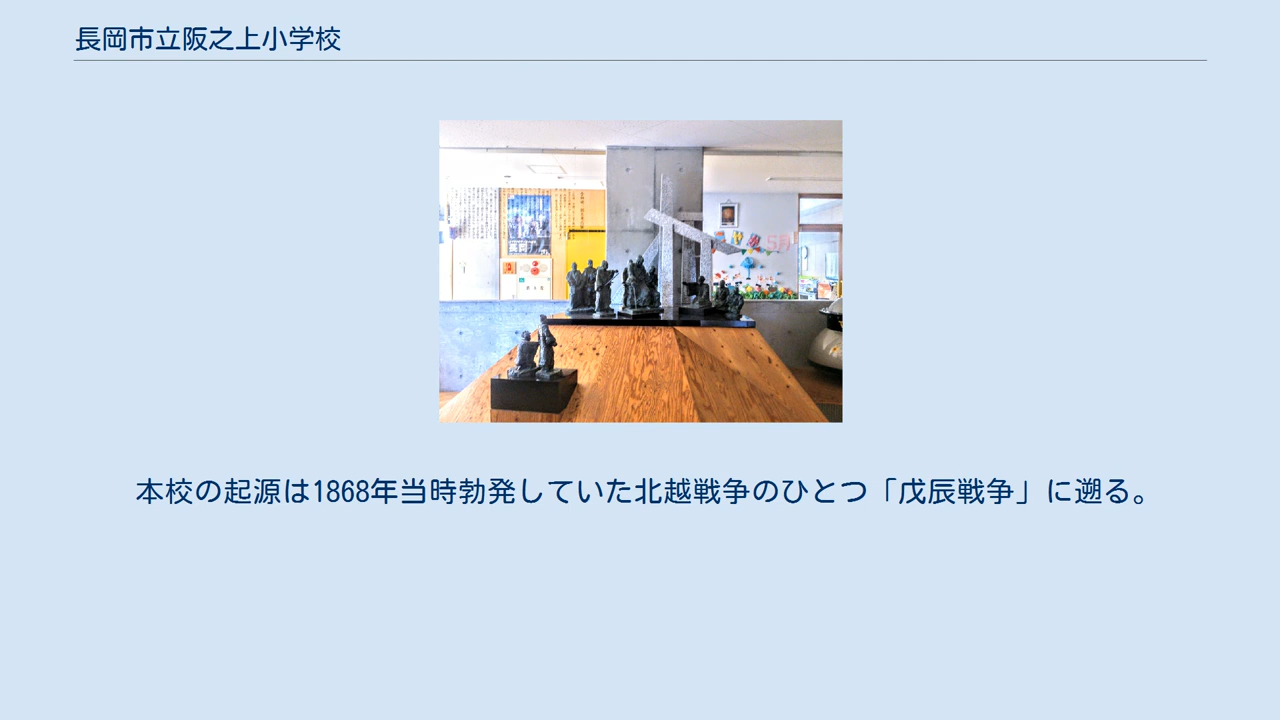 長岡市立阪之上小学校
5月
本校の起源は1868年当時勃発していた北越戦争のひとつ「戊辰戦争」に遡る。